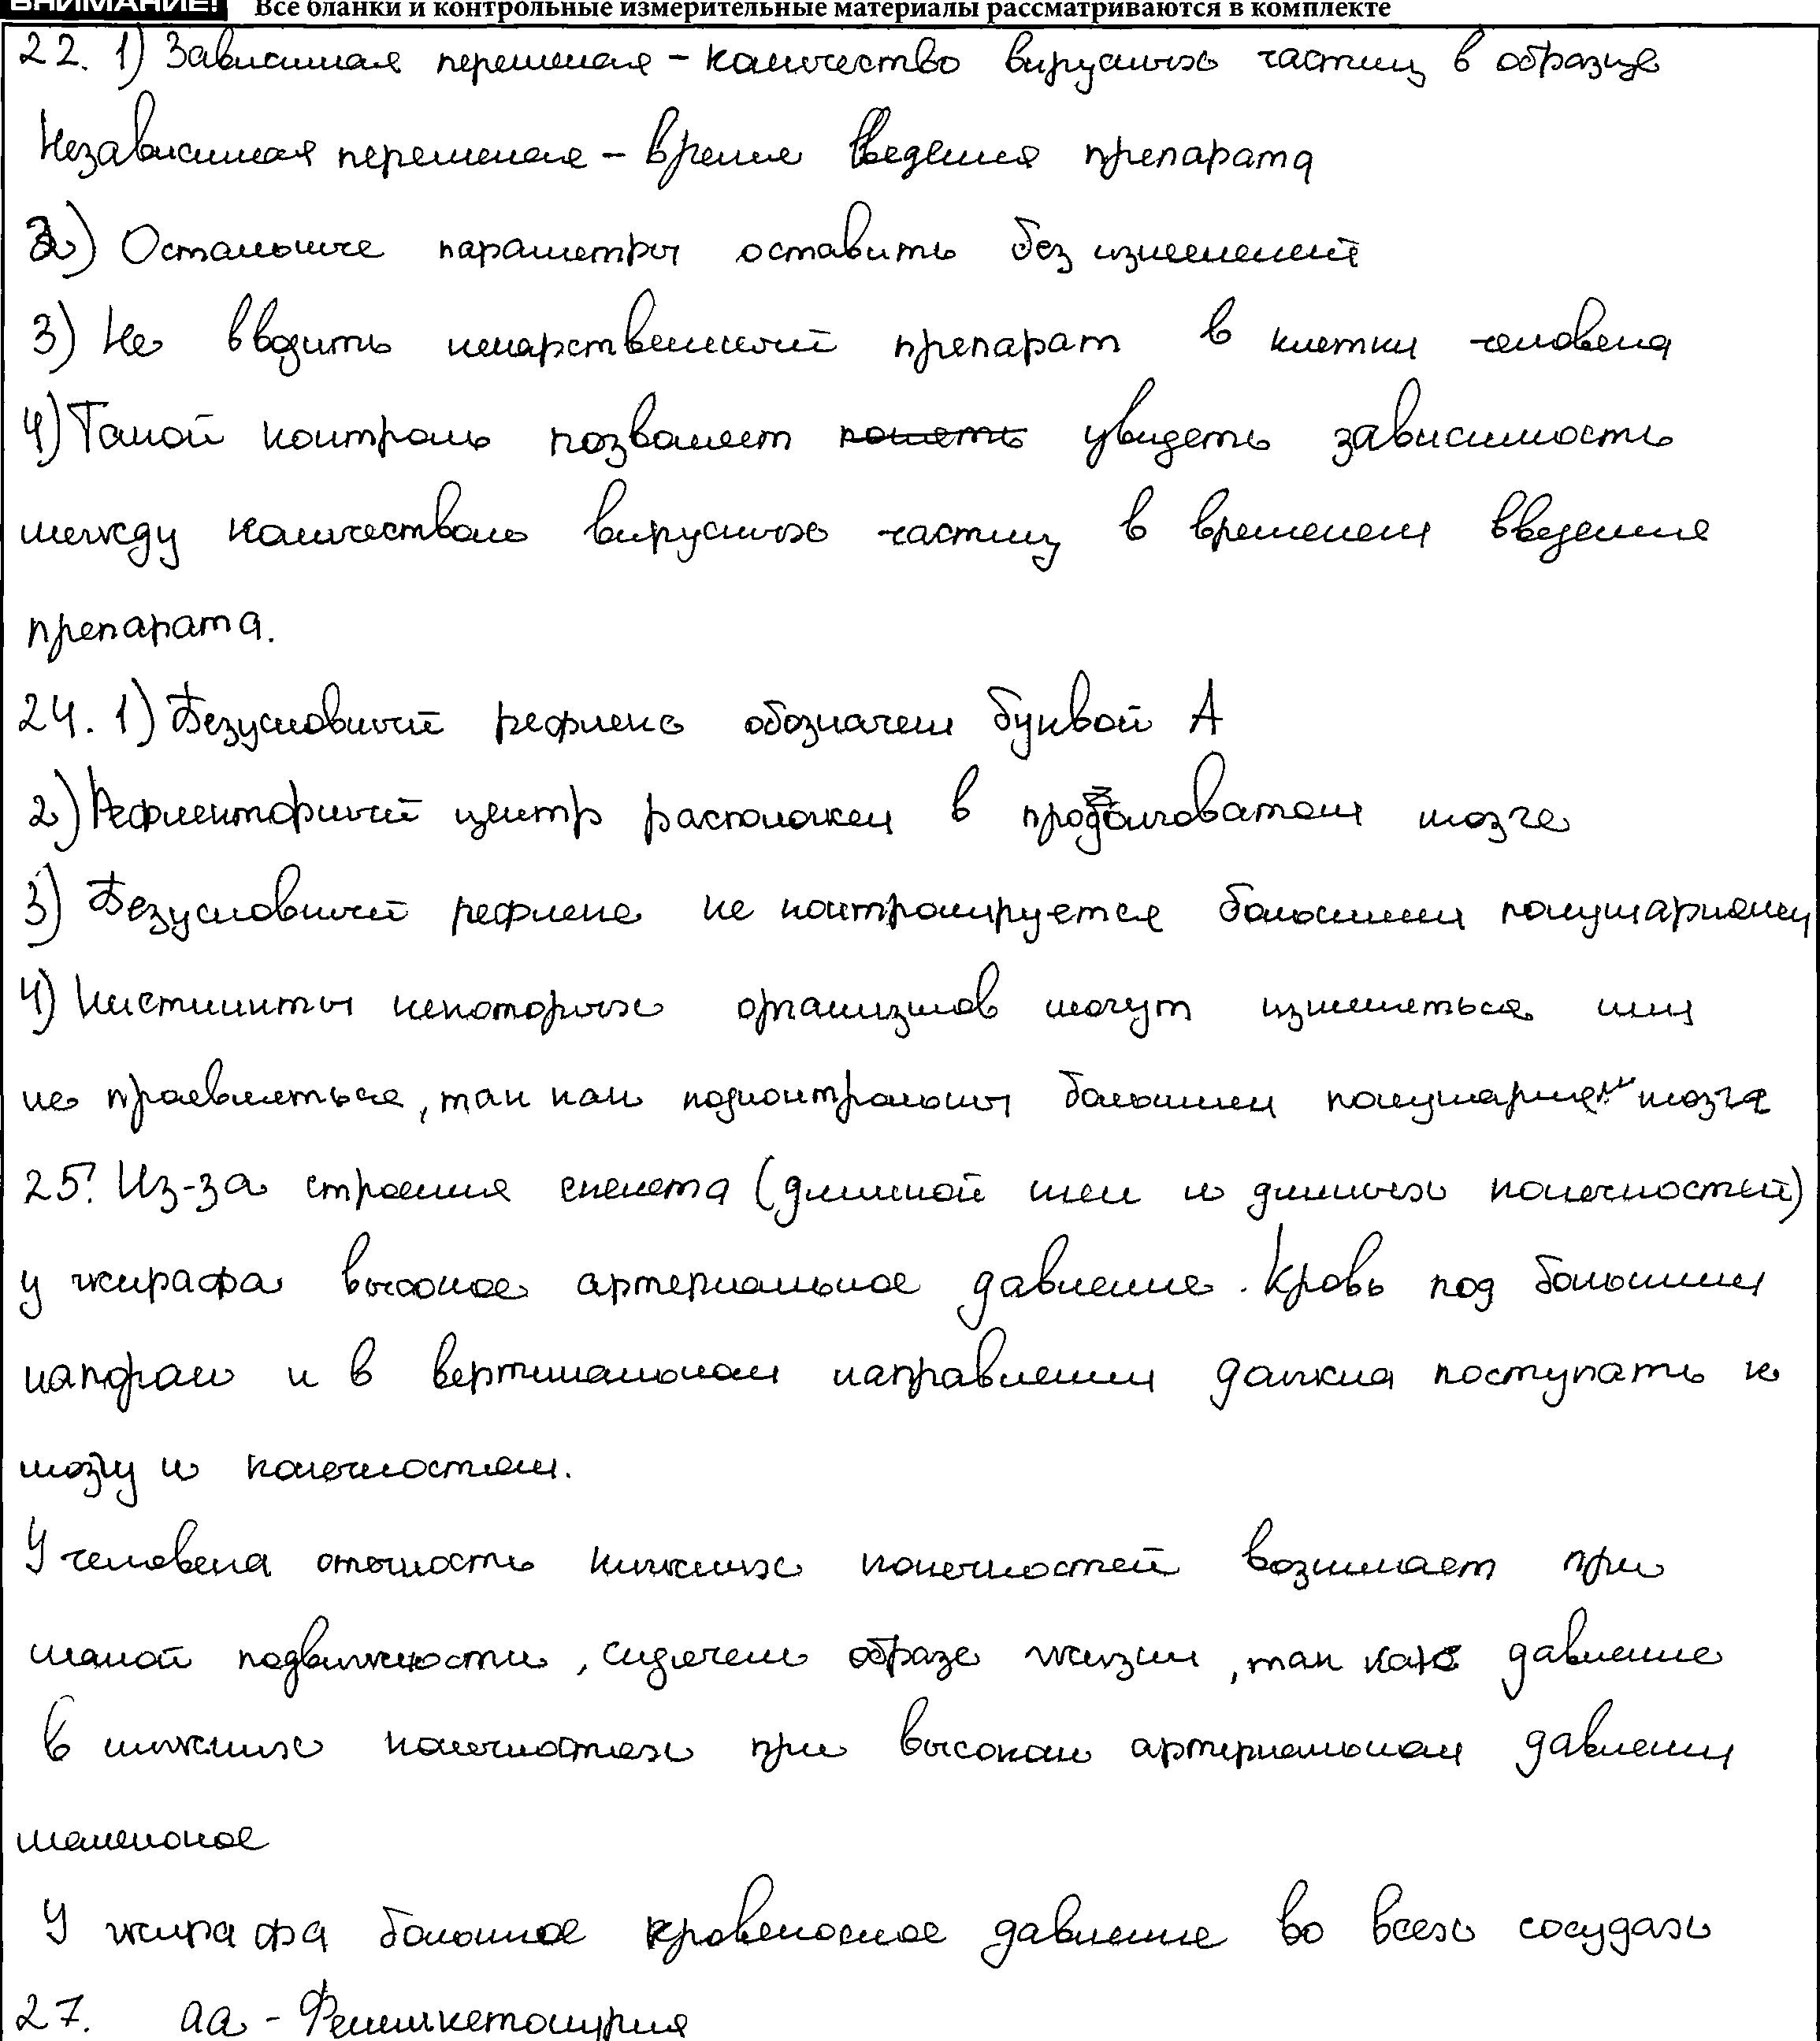 ВНИМАНИЕ! Все бланки и контрольные измерительные материалы рассматриваются в комплекте
22. 1) Зависимая переменная – количество вирусных частиц в образце
Независимая переменная – время введения препарата
2) Остальные параметры оставить без изменений
3) Не вводить лекарственный препарат в клетки человека
4) Такой контроль позволяет понять увидеть зависимость
между количеством вирусных частиц в временем введения
препарата.
24. 1) Безусловный рефлекс обозначен буквой А
2) Рефлекторный центр расположен в продолговатом мозге
3) Безусловный рефлекс не контролируется большими полушариями
4) Инстинкты некоторых организмов могут изменяться или
не проявляться, так как подконтрольны большим полушариям мозга
25. Из-за строения скелета (длинной шеи и длинных конечностей)
у жирафа высокое артериальное давление. Кровь под большим
напором и в вертикальном направлении должна поступать к
мозгу и конечностям.
У человека отечность нижних конечностей возникает при
малой подвижности, сидячем образе жизни, так как давление
в нижних конечностях при высоком артериальном давлении
маленькое
У жирафа большое кровеносное давление во всех сосудах
27. аа - Фенилкетонурия